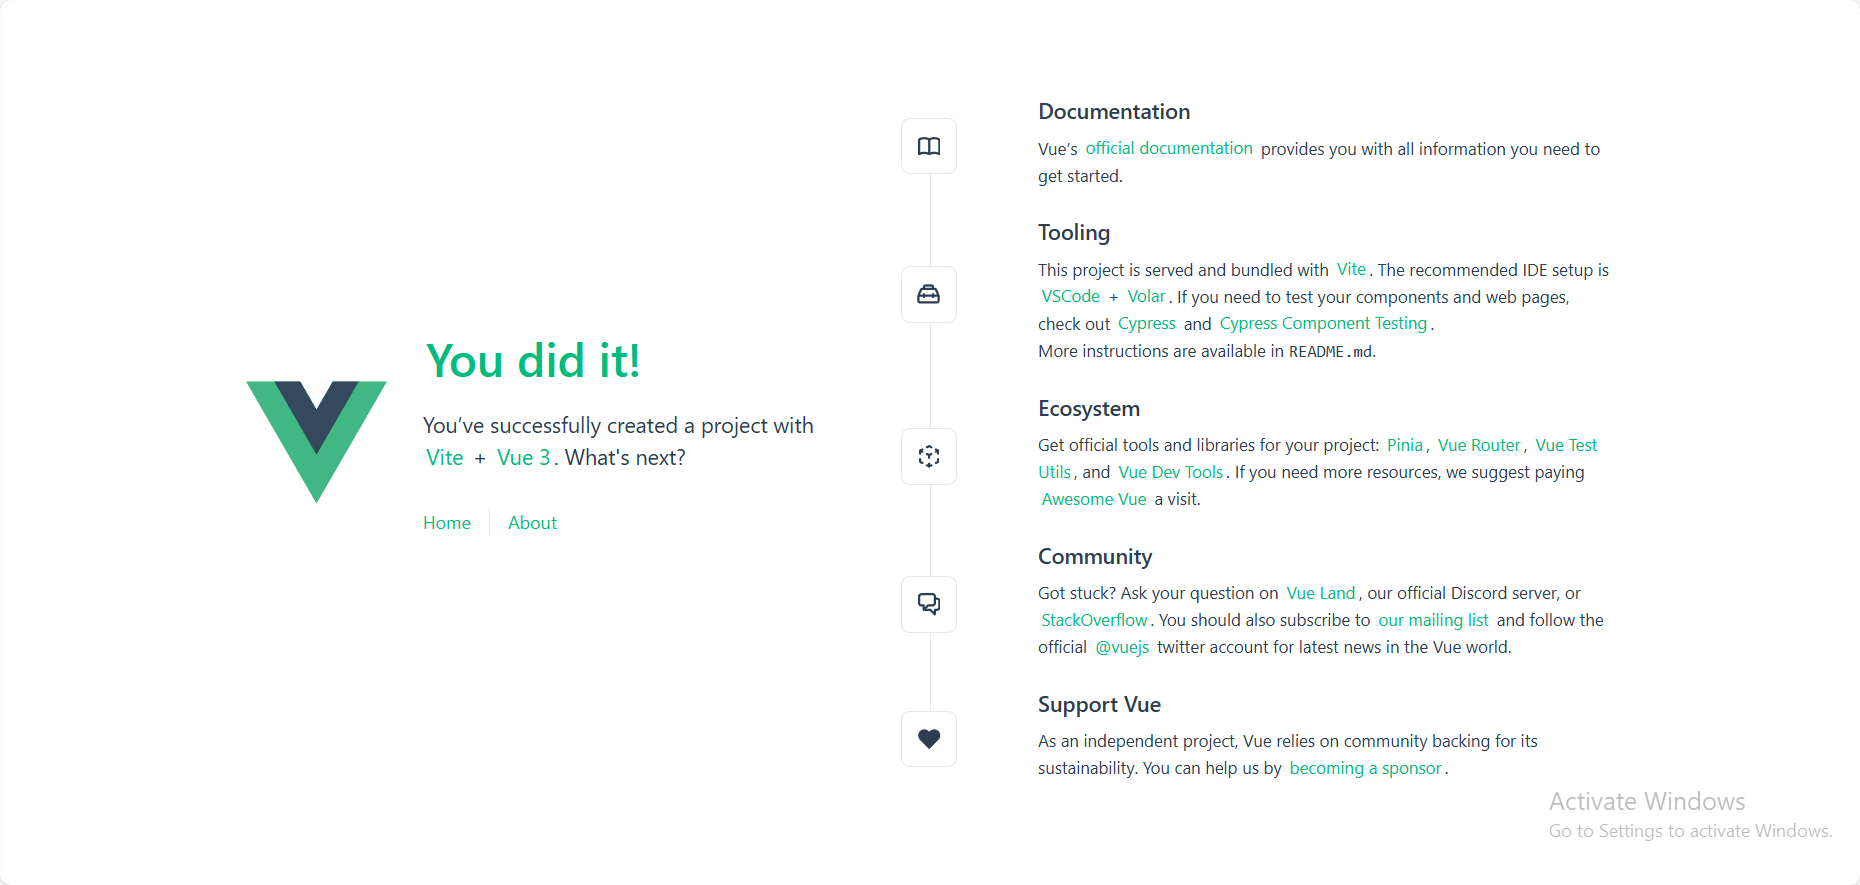 You did it!
You’ve successfully created a project with
Vite + Vue 3. What's next?
Home About
Documentation
Vue’s official documentation provides you with all information you need to
get started.
Tooling
This project is served and bundled with Vite. The recommended IDE setup is
VSCode + Volar. If you need to test your components and web pages,
check out Cypress and Cypress Component Testing.
More instructions are available in README.md.
Ecosystem
Get official tools and libraries for your project: Pinia, Vue Router, Vue Test
Utils, and Vue Dev Tools. If you need more resources, we suggest paying
Awesome Vue a visit.
Community
Got stuck? Ask your question on Vue Land, our official Discord server, or
StackOverflow. You should also subscribe to our mailing list and follow the
official @vuejs twitter account for latest news in the Vue world.
Support Vue
As an independent project, Vue relies on community backing for its
sustainability. You can help us by becoming a sponsor.
Activate Windows
Go to Settings to activate Windows.